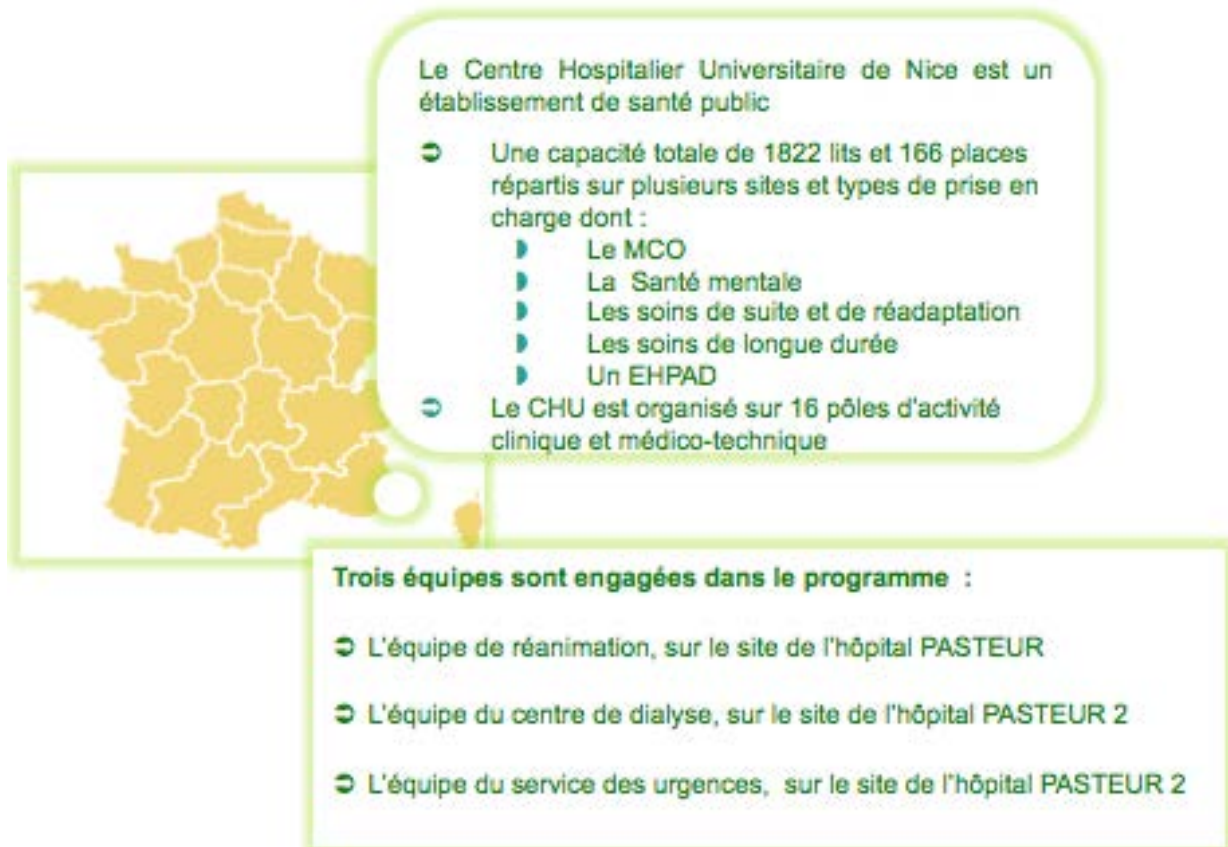 Le Centre Hospitalier Universitaire de Nice est un
établissement de santé public
Une capacité totale de 1822 lits et 166 places
répartis sur plusieurs sites et types de prise en
charge dont :
Le MCO
La Santé mentale
Les soins de suite et de réadaptation
Les soins de longue durée
Un EHPAD
Le CHU est organisé sur 16 pôles d'activité
clinique et médico-technique
Trois équipes sont engagées dans le programme :
L'équipe de réanimation, sur le site de l'hôpital PASTEUR
L'équipe du centre de dialyse, sur le site de l'hôpital PASTEUR 2
L'équipe du service des urgences, sur le site de l'hôpital PASTEUR 2